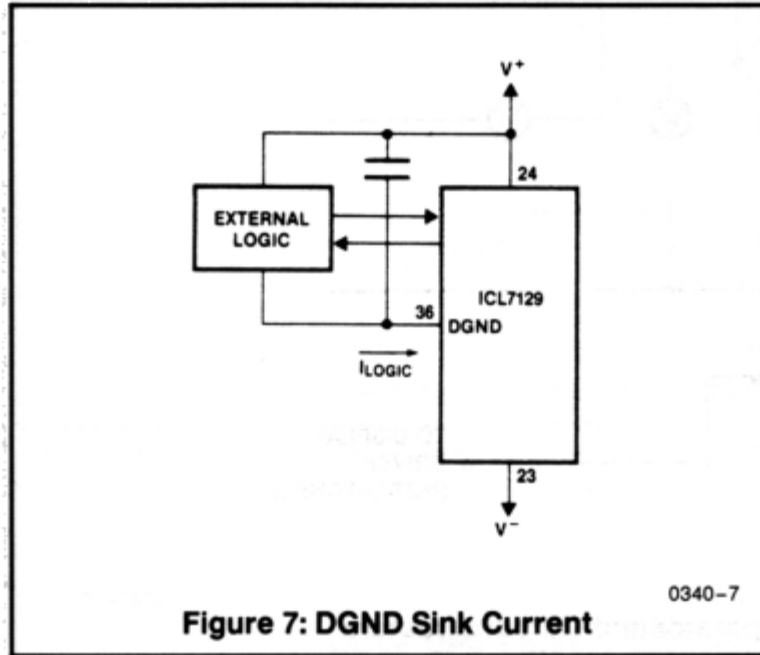 V+
24
EXTERNAL
LOGIC
ICL7129
36
DGND
ILOGIC
23
V−
0340–7
Figure 7: DGND Sink Current